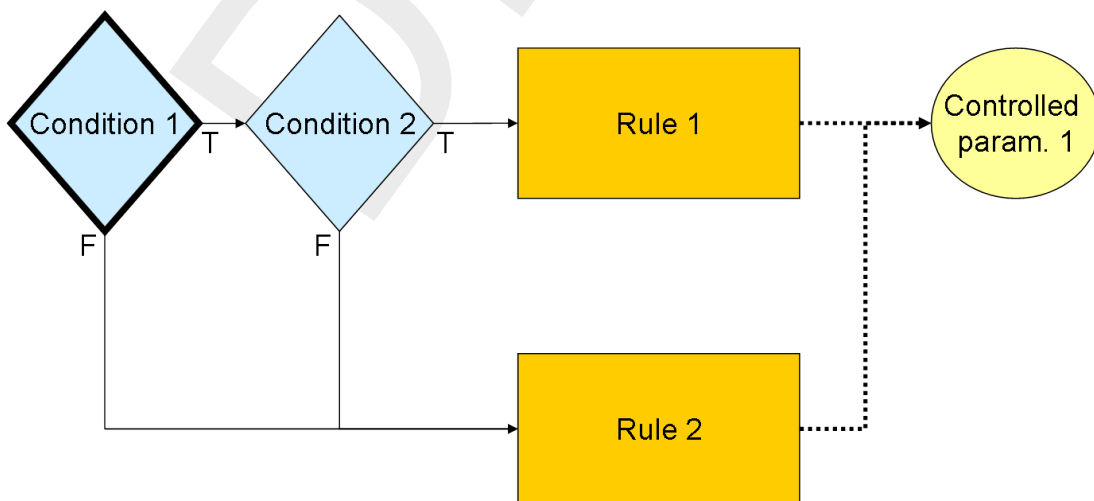 Condition 1
T
Condition 2
T
Rule 1
Controlled
param. 1
F
F
Rule 2